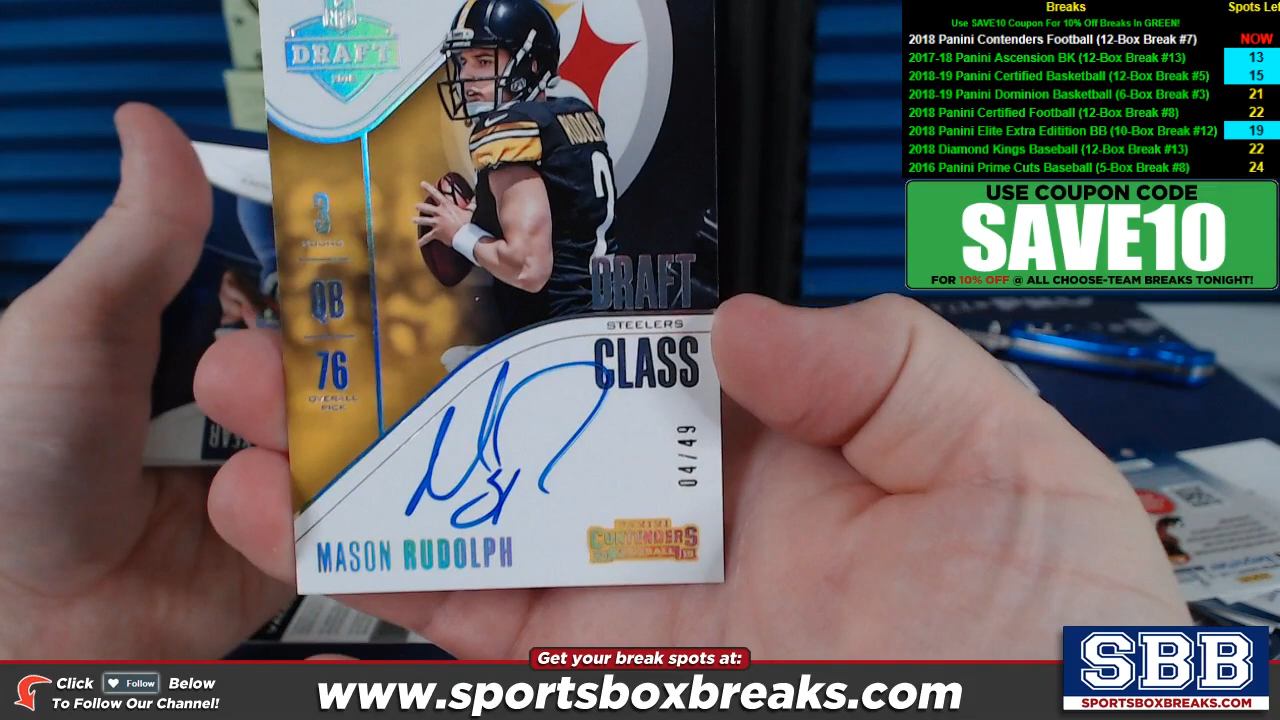 DRAFT
2018
RUDOLPH
2
3
ROUND
QB
76
OVERALL
PICK
DRAFT
STEELERS
CLASS
04/49
MASON RUDOLPH
PANINI
CONTENDERS
FOOTBALL
YEAR
Breaks
Spots Lef
Use SAVE10 Coupon For 10% Off Breaks In GREEN!
2018 Panini Contenders Football (12-Box Break #7) NOW
2017-18 Panini Ascension BK (12-Box Break #13) 13
2018-19 Panini Certified Basketball (12-Box Break #5) 15
2018-19 Panini Dominion Basketball (6-Box Break #3) 21
2018 Panini Certified Football (12-Box Break #8) 22
2018 Panini Elite Extra Edition BB (10-Box Break #12) 19
2018 Diamond Kings Baseball (12-Box Break #13) 22
2016 Panini Prime Cuts Baseball (5-Box Break #8) 24
USE COUPON CODE
SAVE10
FOR 10% OFF @ ALL CHOOSE-TEAM BREAKS TONIGHT!
Get your break spots at:
Click Follow Below
To Follow Our Channel!
www.sportsboxbreaks.com
SBB
SPORTSBOXBREAKS.COM